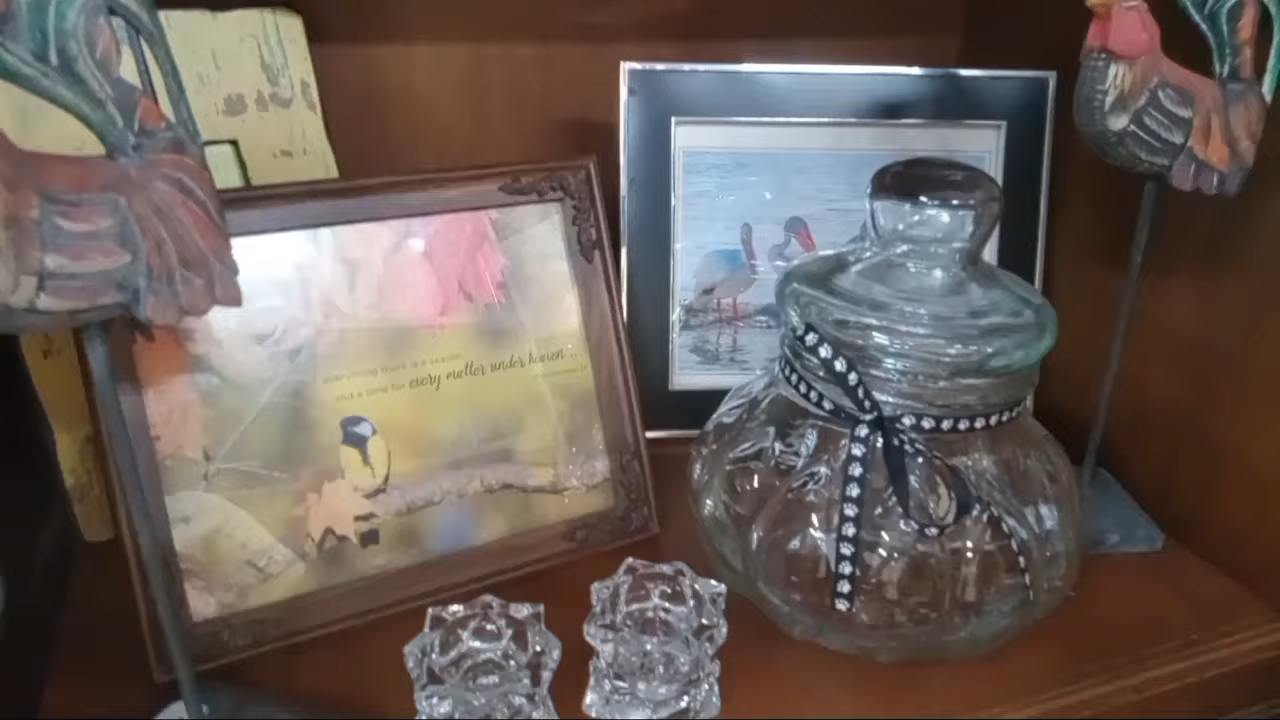 everything there is a season,
and a time for every matter under heaven...